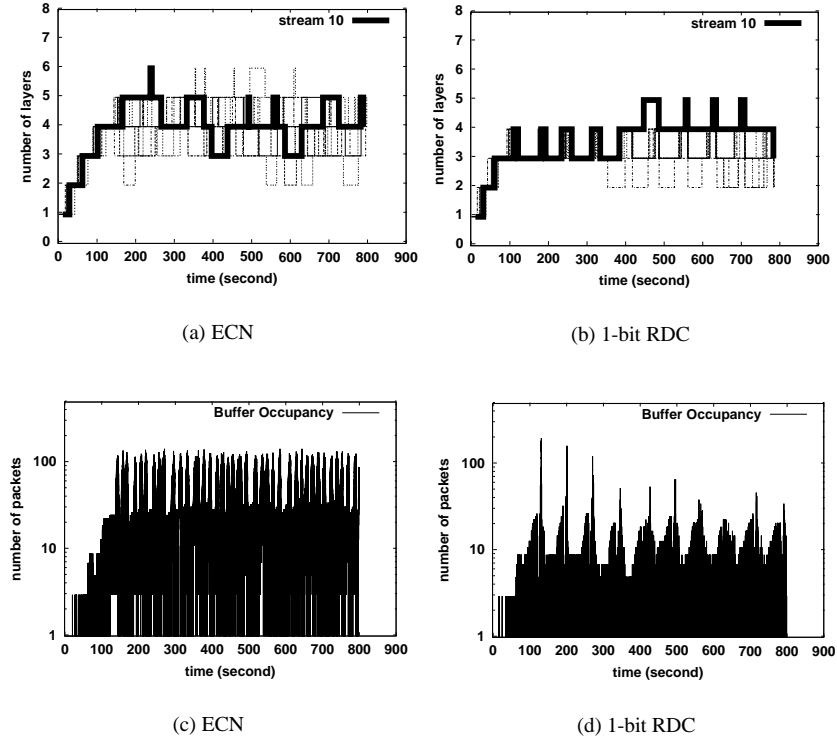 stream 10
number of layers
8
7
6
5
4
3
2
1
0
0 100 200 300 400 500 600 700 800 900
time (second)
(a) ECN
stream 10
number of layers
8
7
6
5
4
3
2
1
0
0 100 200 300 400 500 600 700 800 900
time (second)
(b) 1-bit RDC
Buffer Occupancy
number of packets
100
10
1
0 100 200 300 400 500 600 700 800 900
time (second)
(c) ECN
Buffer Occupancy
number of packets
100
10
1
0 100 200 300 400 500 600 700 800 900
time (second)
(d) 1-bit RDC